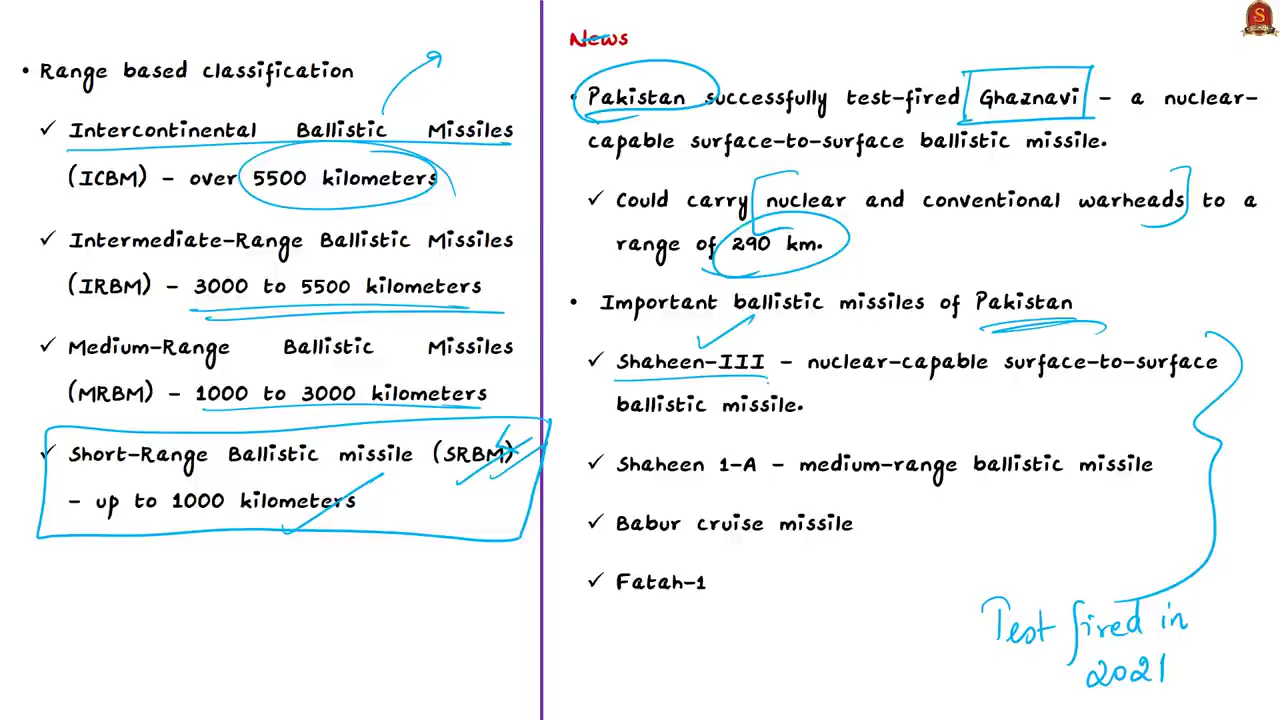 • Range based classification
✓ Intercontinental Ballistic Missiles
(ICBM) - over 5500 kilometers
✓ Intermediate-Range Ballistic Missiles
(IRBM) - 3000 to 5500 kilometers
✓ Medium-Range Ballistic Missiles
(MRBM) - 1000 to 3000 kilometers
✓ Short-Range Ballistic missile (SRBM)
- up to 1000 kilometers
News
• Pakistan successfully test-fired Ghaznavi - a nuclear-
capable surface-to-surface ballistic missile.
✓ Could carry nuclear and conventional warheads to a
range of 290 km.
• Important ballistic missiles of Pakistan
✓ Shaheen-III - nuclear-capable surface-to-surface
ballistic missile.
✓ Shaheen 1-A - medium-range ballistic missile
✓ Babur cruise missile
✓ Fatah-1
Test fired in
2021